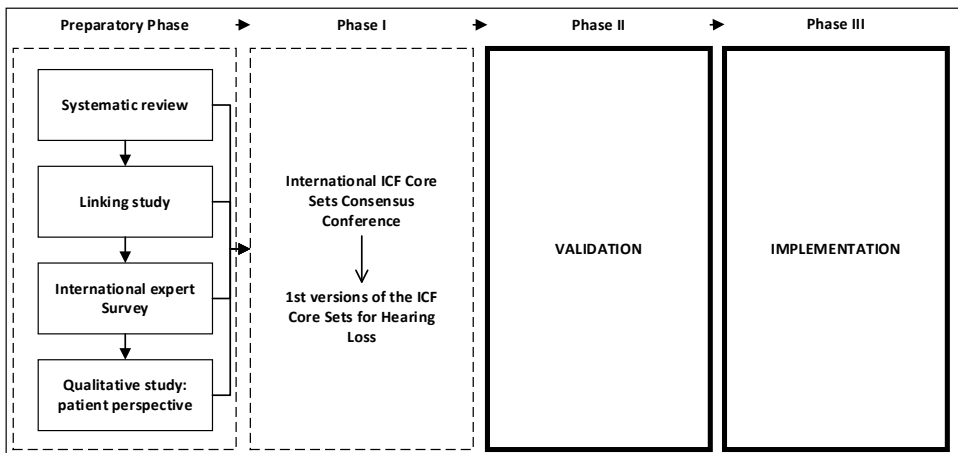 Preparatory Phase
Phase I
Phase II
Phase III
Systematic review
Linking study
International expert
Survey
Qualitative study:
patient perspective
International ICF Core
Sets Consensus
Conference
1st versions of the ICF
Core Sets for Hearing
Loss
VALIDATION
IMPLEMENTATION